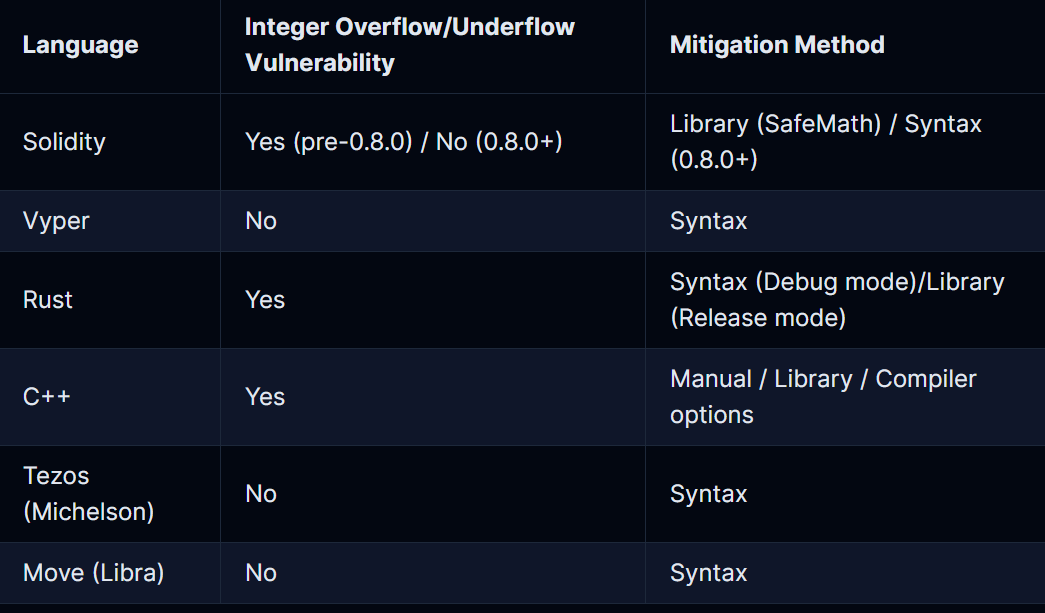 Language
Integer Overflow/Underflow
Vulnerability
Mitigation Method
Solidity
Yes (pre-0.8.0) / No (0.8.0+)
Library (SafeMath) / Syntax
(0.8.0+)
Vyper
No
Syntax
Rust
Yes
Syntax (Debug mode)/Library
(Release mode)
C++
Yes
Manual / Library / Compiler
options
Tezos
(Michelson)
No
Syntax
Move (Libra)
No
Syntax